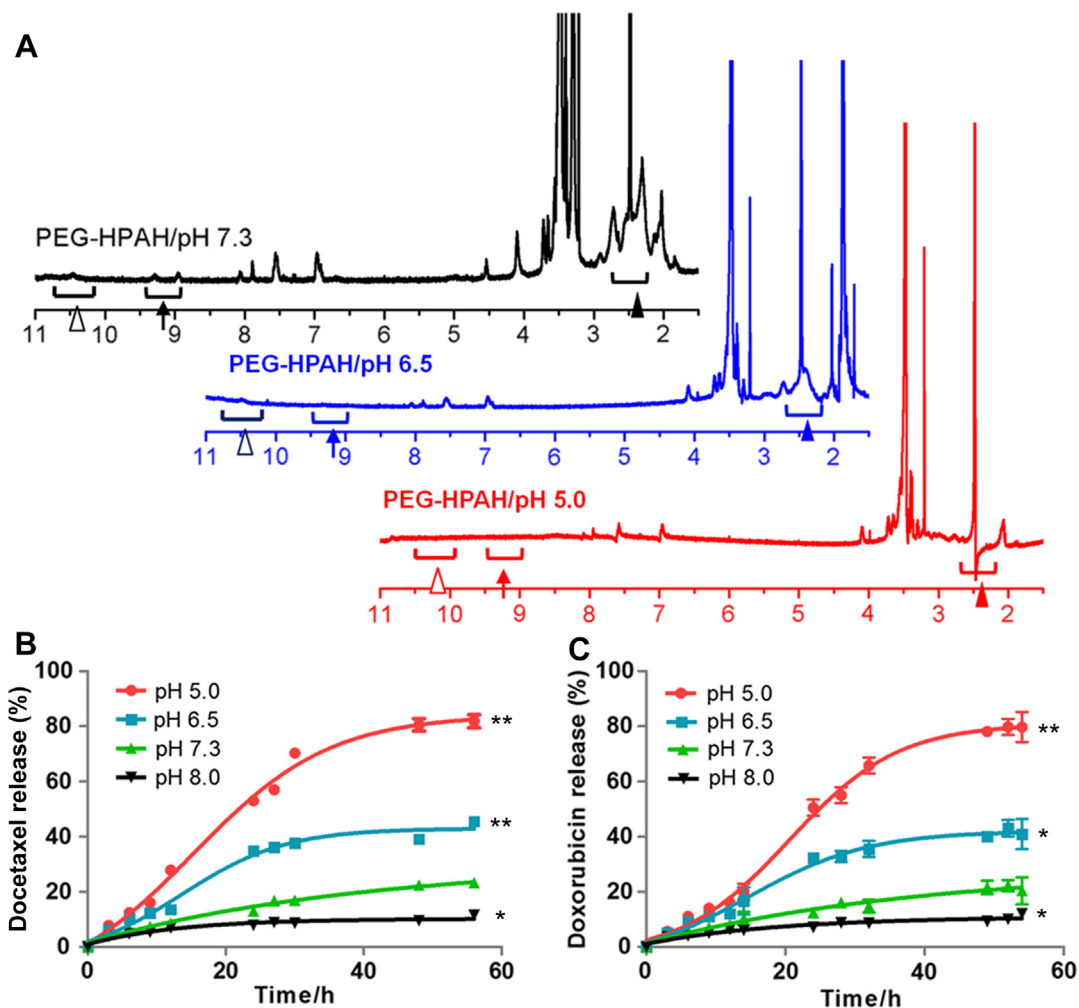 A
PEG-HPAH/pH 7.3
11 10 9 8 7 6 5 4 3 2
PEG-HPAH/pH 6.5
11 10 9 8 7 6 5 4 3 2
PEG-HPAH/pH 5.0
11 10 9 8 7 6 5 4 3 2
B
Docetaxel release (%)
100
80
60
40
20
0
pH 5.0
pH 6.5
pH 7.3
pH 8.0
**
**
*
0 20 40 60
Time/h
C
Doxorubicin release (%)
100
80
60
40
20
0
pH 5.0
pH 6.5
pH 7.3
pH 8.0
**
*
*
0 20 40 60
Time/h